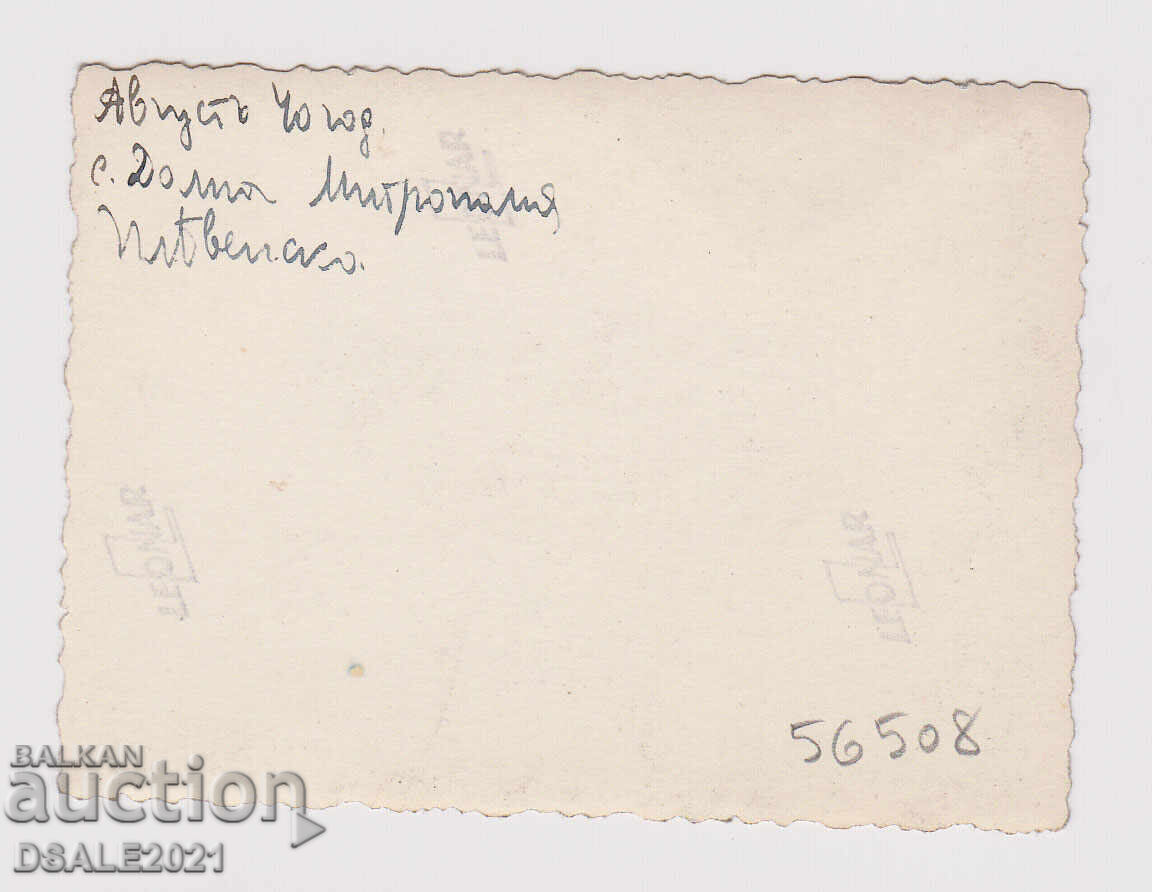 Августъ 40 год.
с. Долна Митрополия
Плѣвенско.
LEONAR
LEONAR
LEONAR
56508
BALKAN
auction
DSALE2021